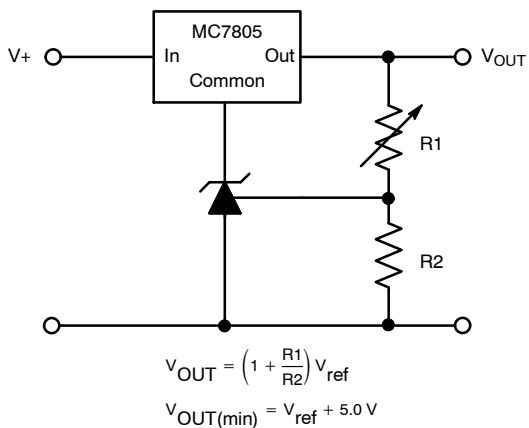 MC7805
V+ In Out VOUT
Common
R1
R2
VOUT = (1 + R1/R2) Vref
VOUT(min) = Vref + 5.0 V